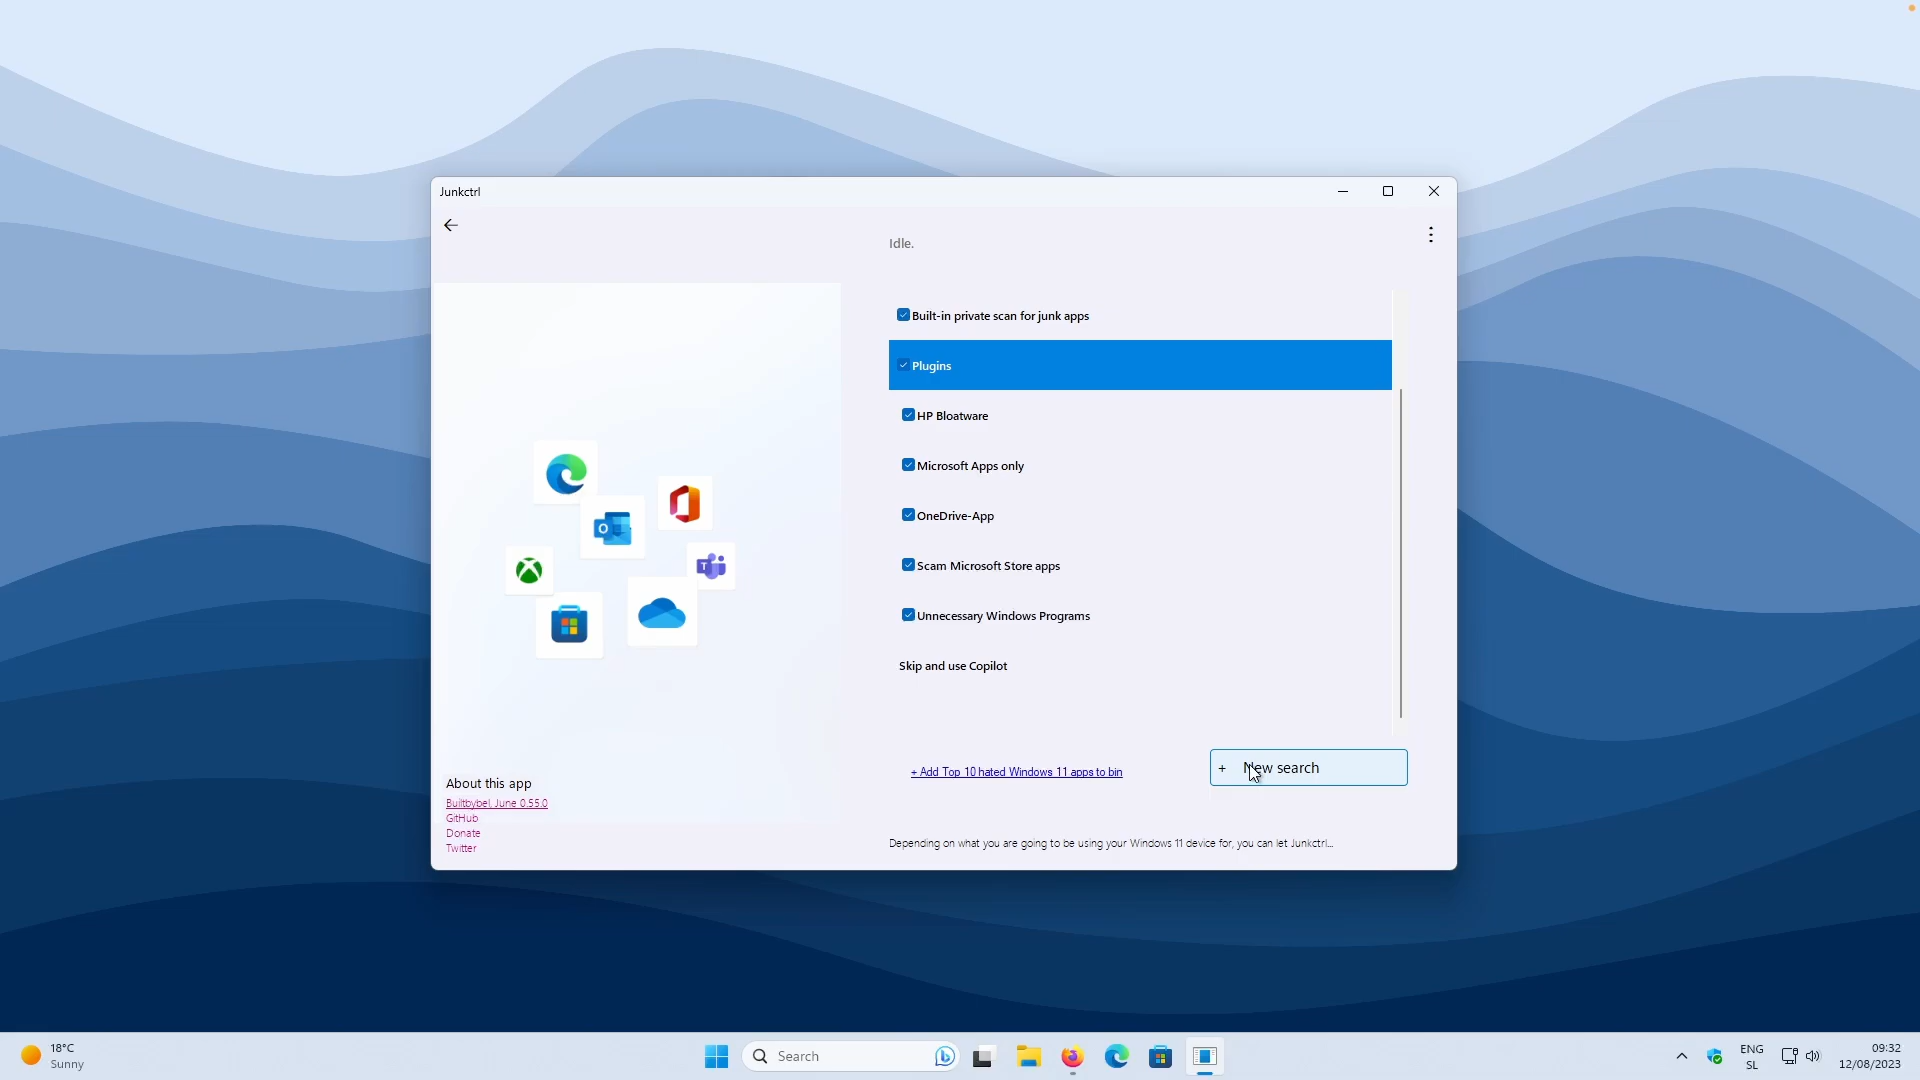 Junkctrl
Idle.
Built-in private scan for junk apps
Plugins
HP Bloatware
Microsoft Apps only
OneDrive-App
Scam Microsoft Store apps
Unnecessary Windows Programs
Skip and use Copilot
+ Add Top 10 hated Windows 11 apps to bin
+ New search
About this app
Builtbybel, June 0.55.0
GitHub
Donate
Twitter
Depending on what you are going to be using your Windows 11 device for, you can let Junkctrl...
18°C
Sunny
Search
ENG
SL
09:32
12/08/2023